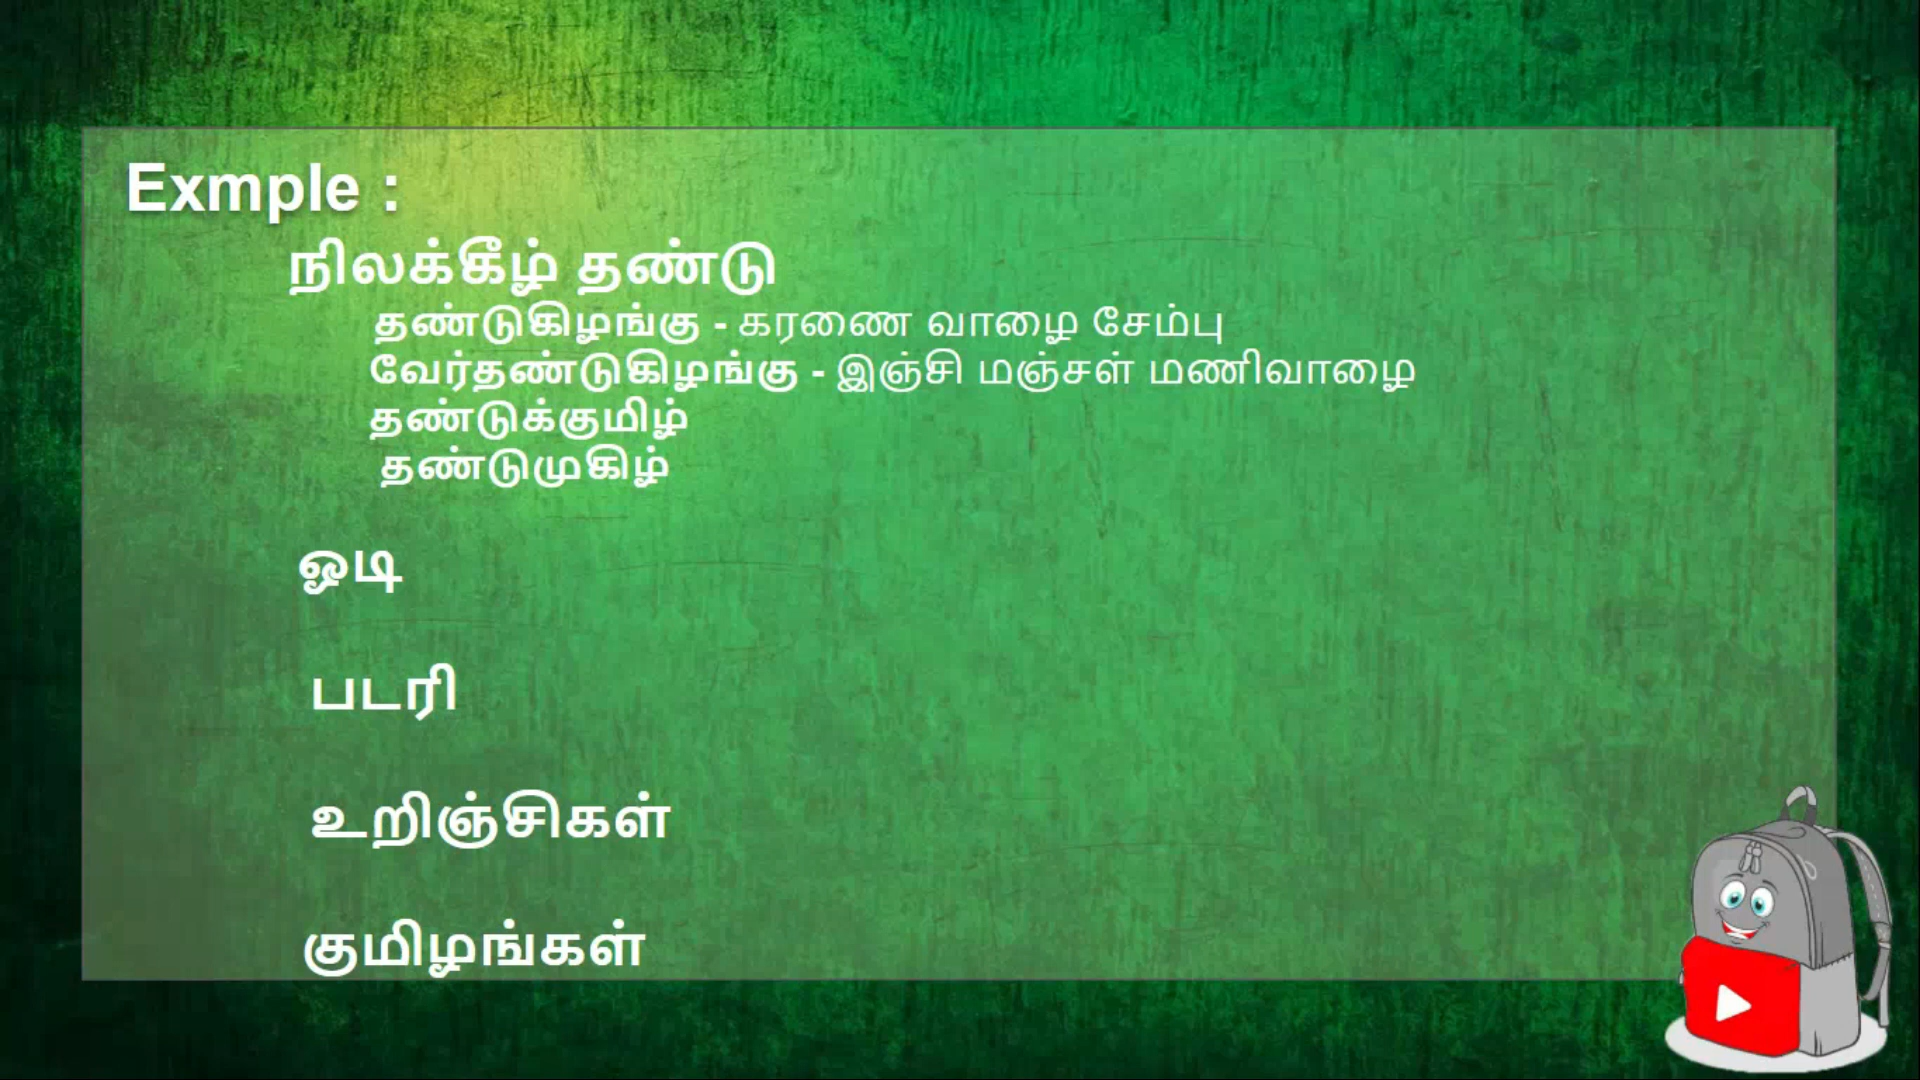 Exmple :
நிலக்கீழ் தண்டு
தண்டுகிழங்கு - கரணை வாழை சேம்பு
வேர்தண்டுகிழங்கு - இஞ்சி மஞ்சள் மணிவாழை
தண்டுக்குமிழ்
தண்டுமுகிழ்
ஓடி
படரி
உறிஞ்சிகள்
குமிழங்கள்